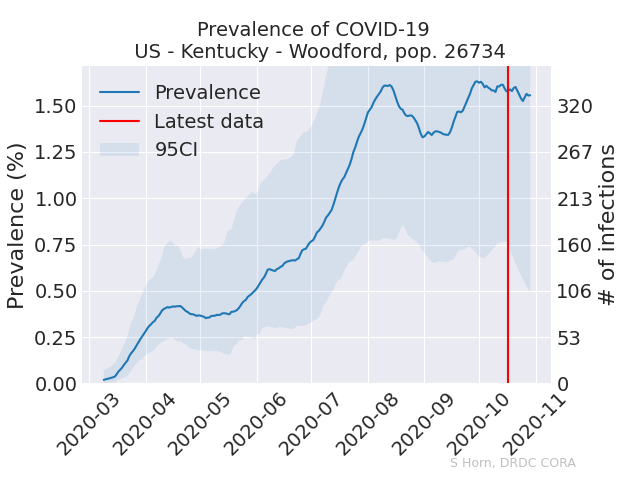 Prevalence of COVID-19
US - Kentucky - Woodford, pop. 26734
Prevalence
Latest data
95CI
Prevalence (%)
1.50
1.25
1.00
0.75
0.50
0.25
0.00
320
267
213
160
106
53
0
# of infections
2020-03
2020-04
2020-05
2020-06
2020-07
2020-08
2020-09
2020-10
2020-11
S Horn, DRDC CORA